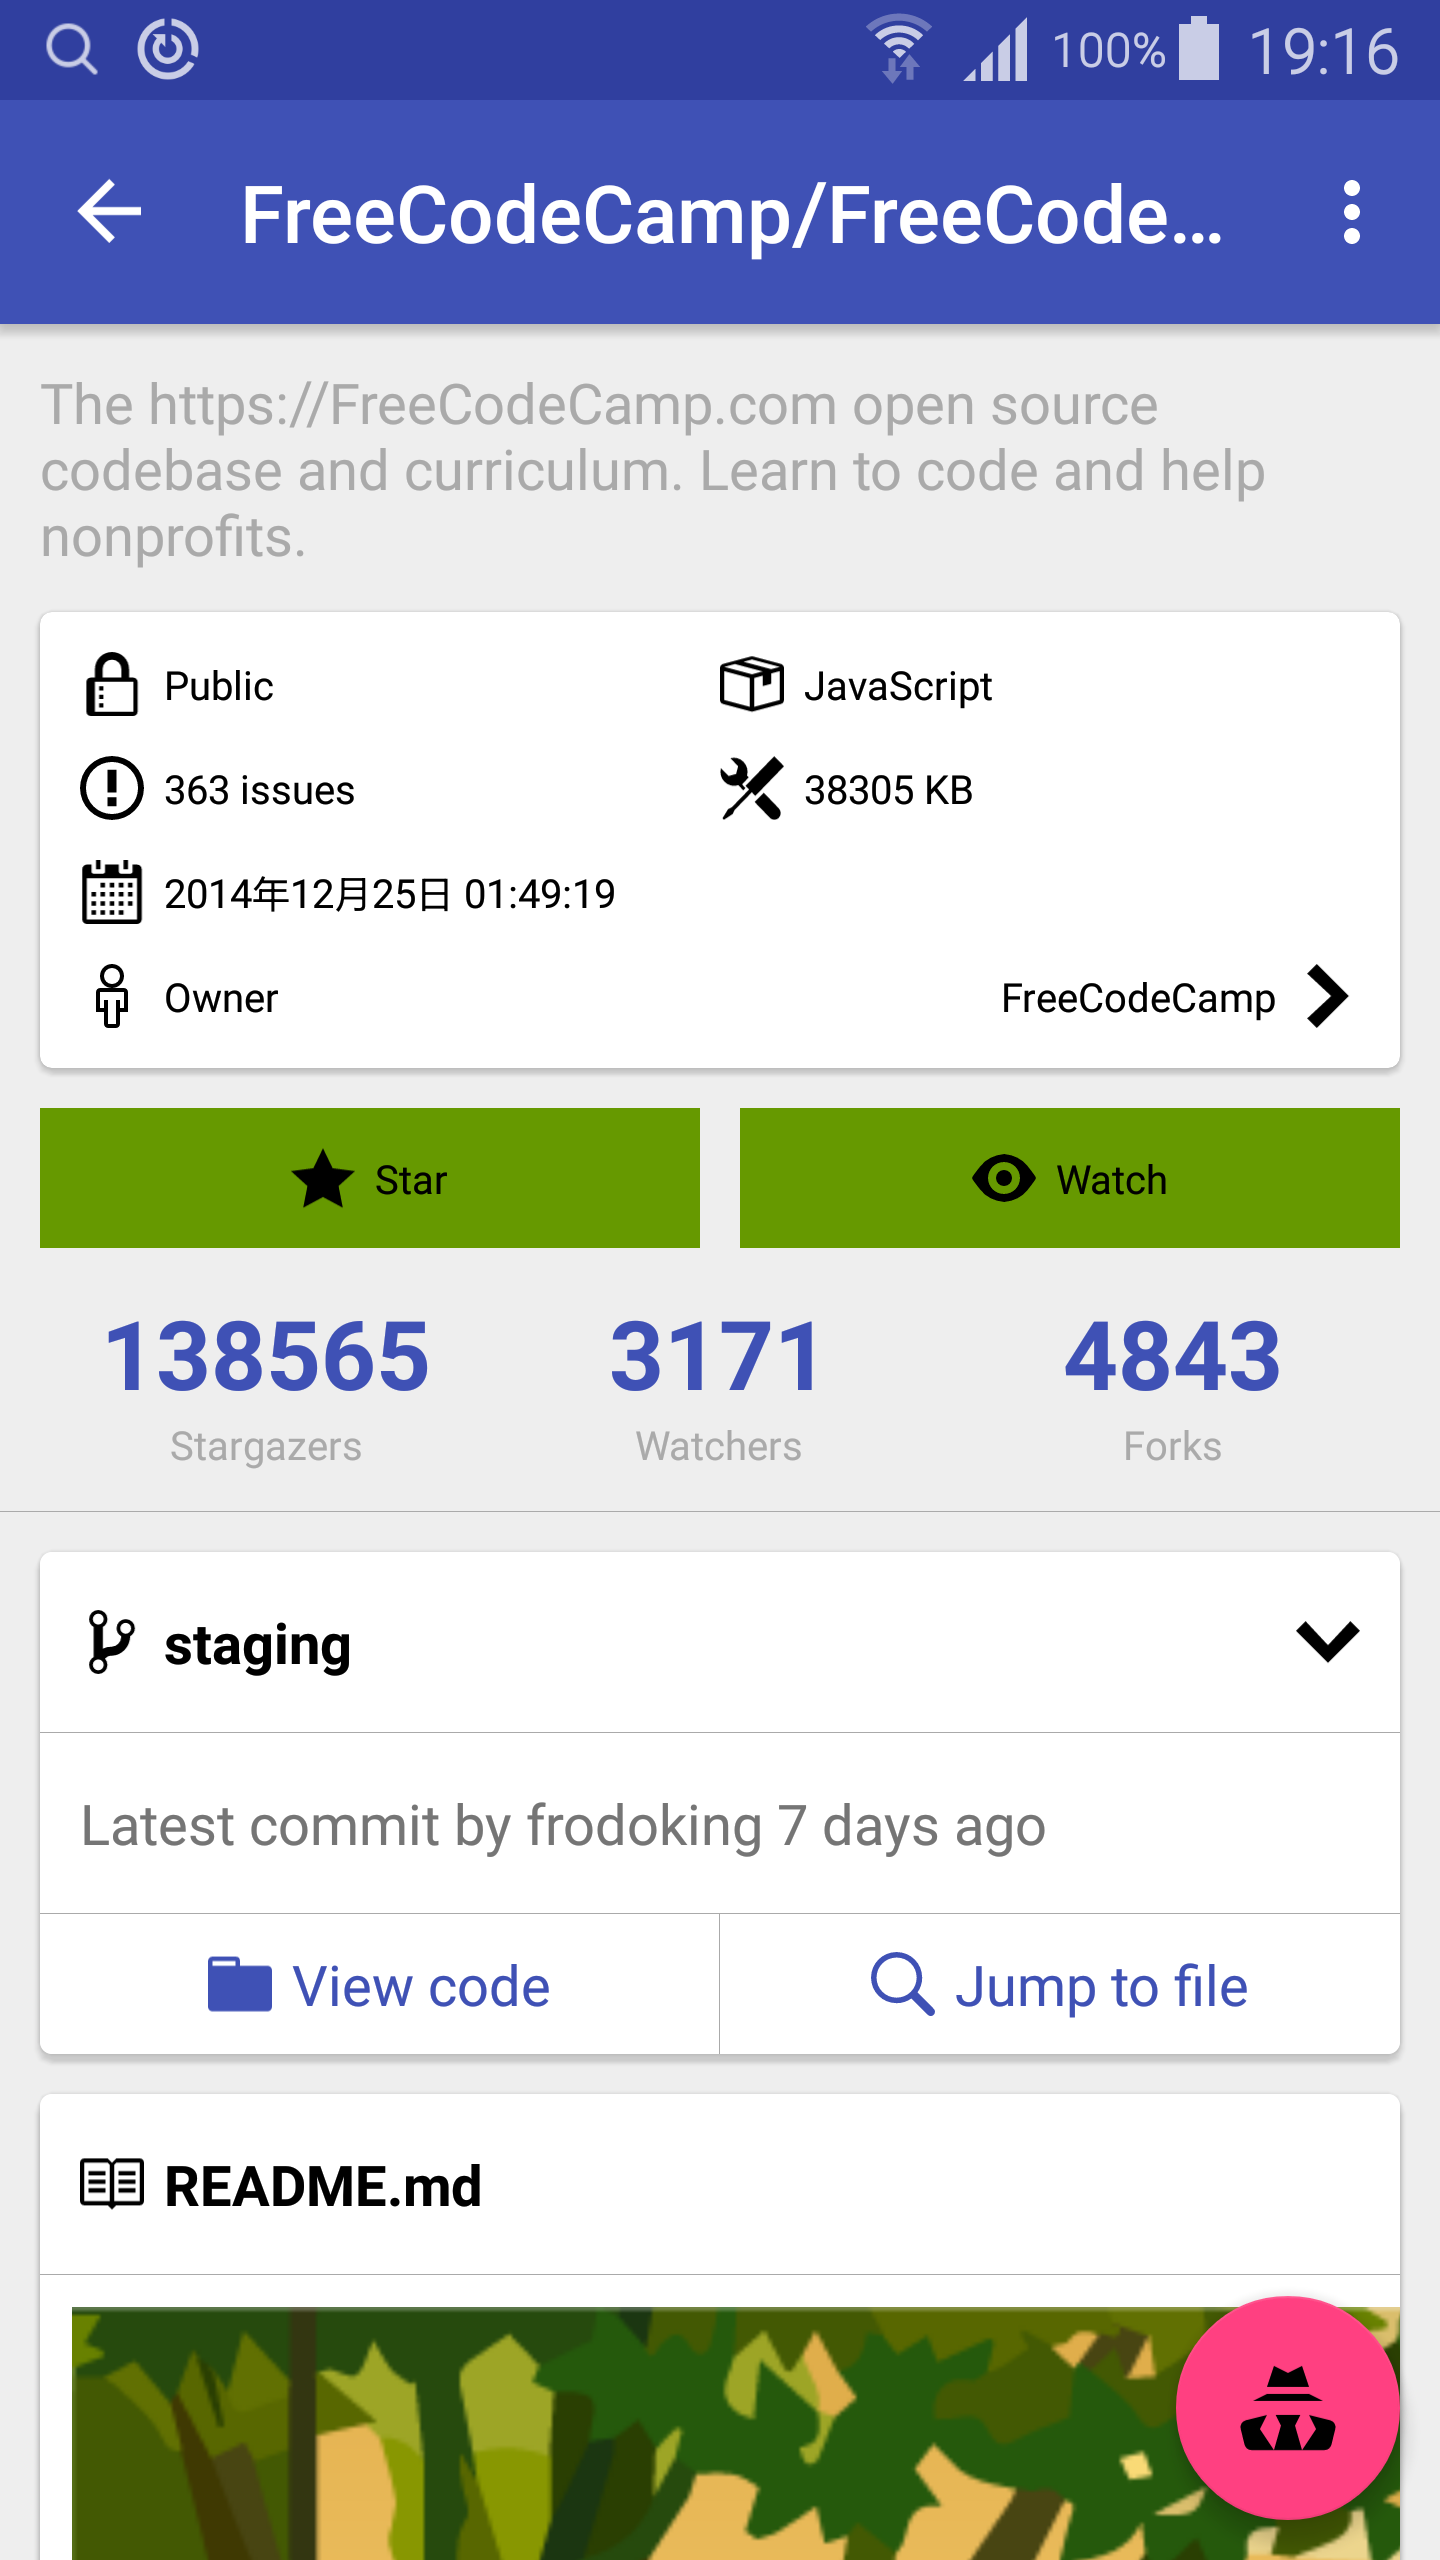 100% 19:16
FreeCodeCamp/FreeCode...
The https://FreeCodeCamp.com open source
codebase and curriculum. Learn to code and help
nonprofits.
Public
JavaScript
363 issues
38305 KB
2014年12月25日 01:49:19
Owner
FreeCodeCamp
Star
Watch
138565
3171
4843
Stargazers
Watchers
Forks
staging
Latest commit by frodoking 7 days ago
View code
Jump to file
README.md